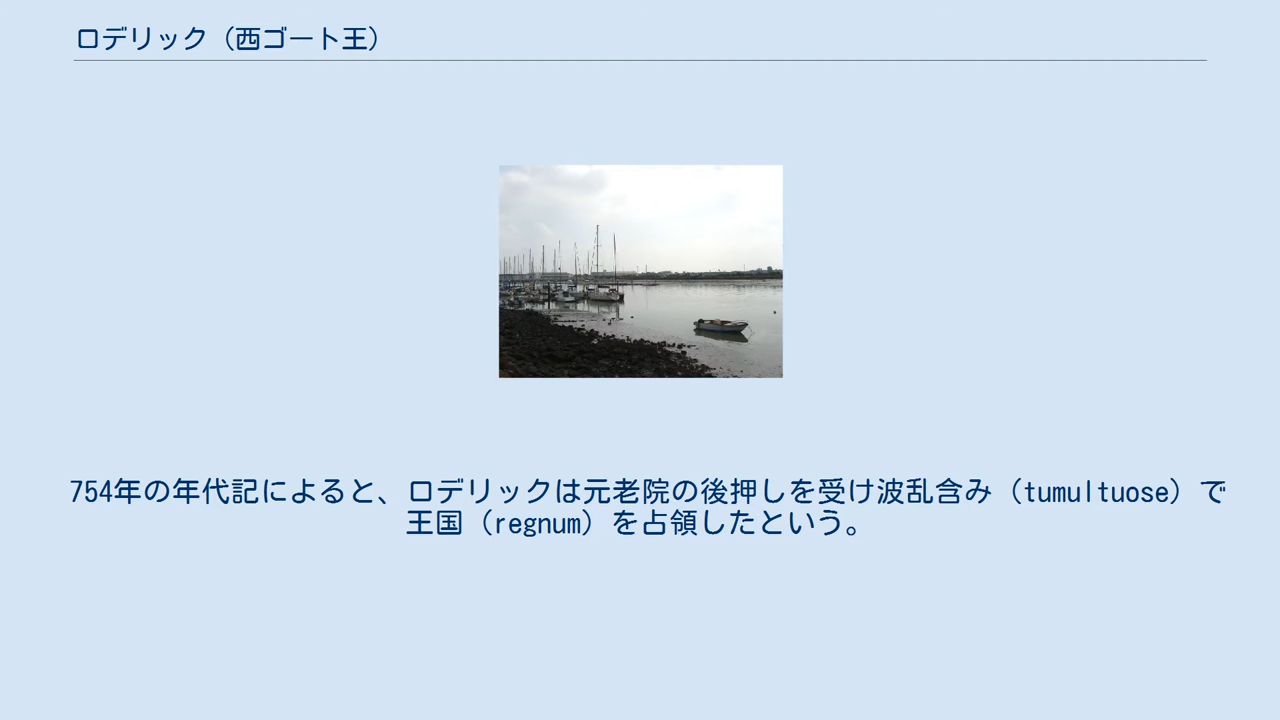 ロデリック（西ゴート王）
754年の年代記によると、ロデリックは元老院の後押しを受け波乱含み（tumultuose）で
王国（regnum）を占領したという。